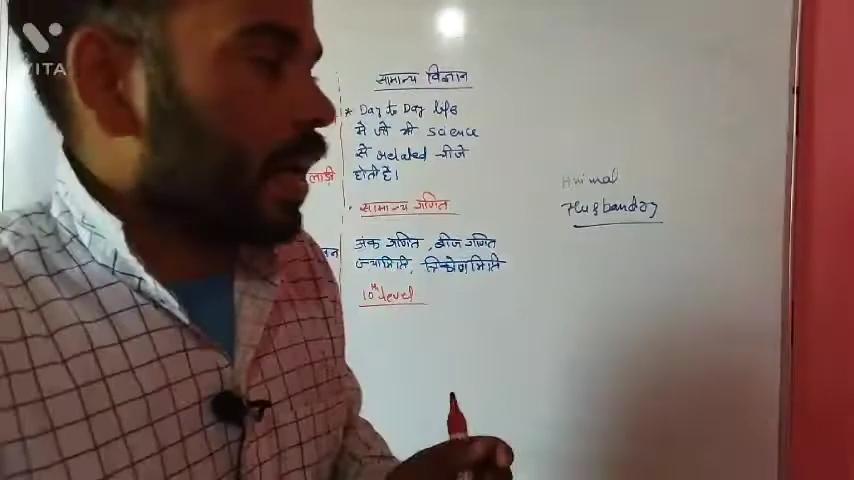 VITA
सामान्य विज्ञान
* Day to Day life
मे जो भी science
से related चीजे
होती है।
सामान्य गणित
अंक गणित, बीज गणित
ज्यामिति, त्रिकोणमिति
10th level
Animal
Husbandry